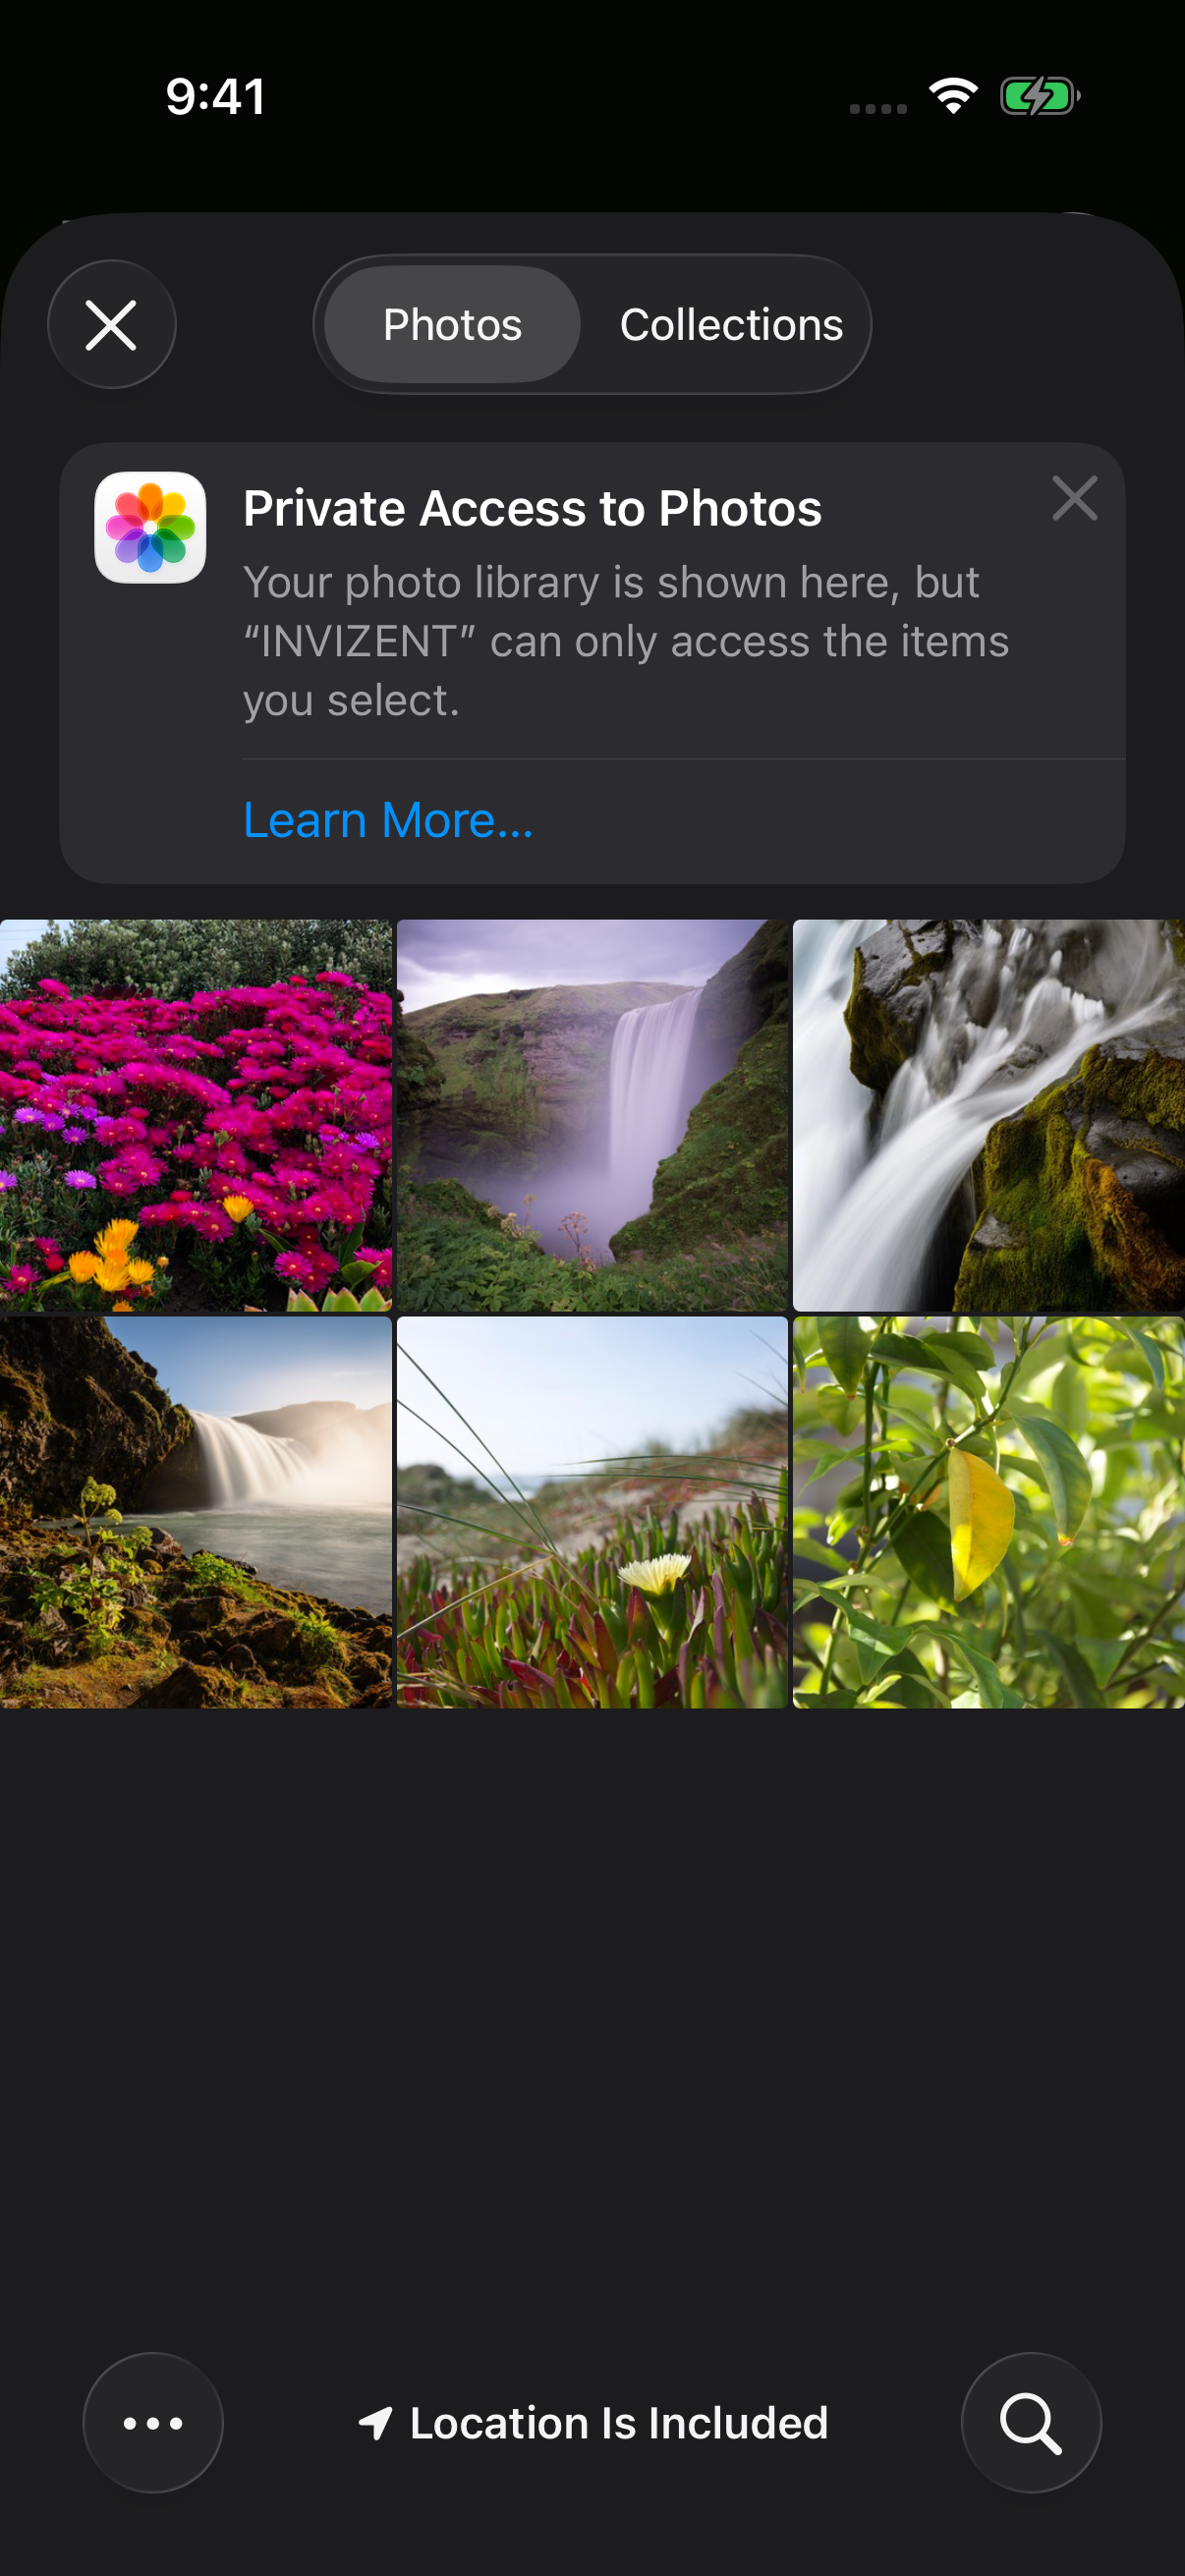 9:41
Photos
Collections
Private Access to Photos
Your photo library is shown here, but
“INVIZENT” can only access the items
you select.
Learn More...
Location Is Included